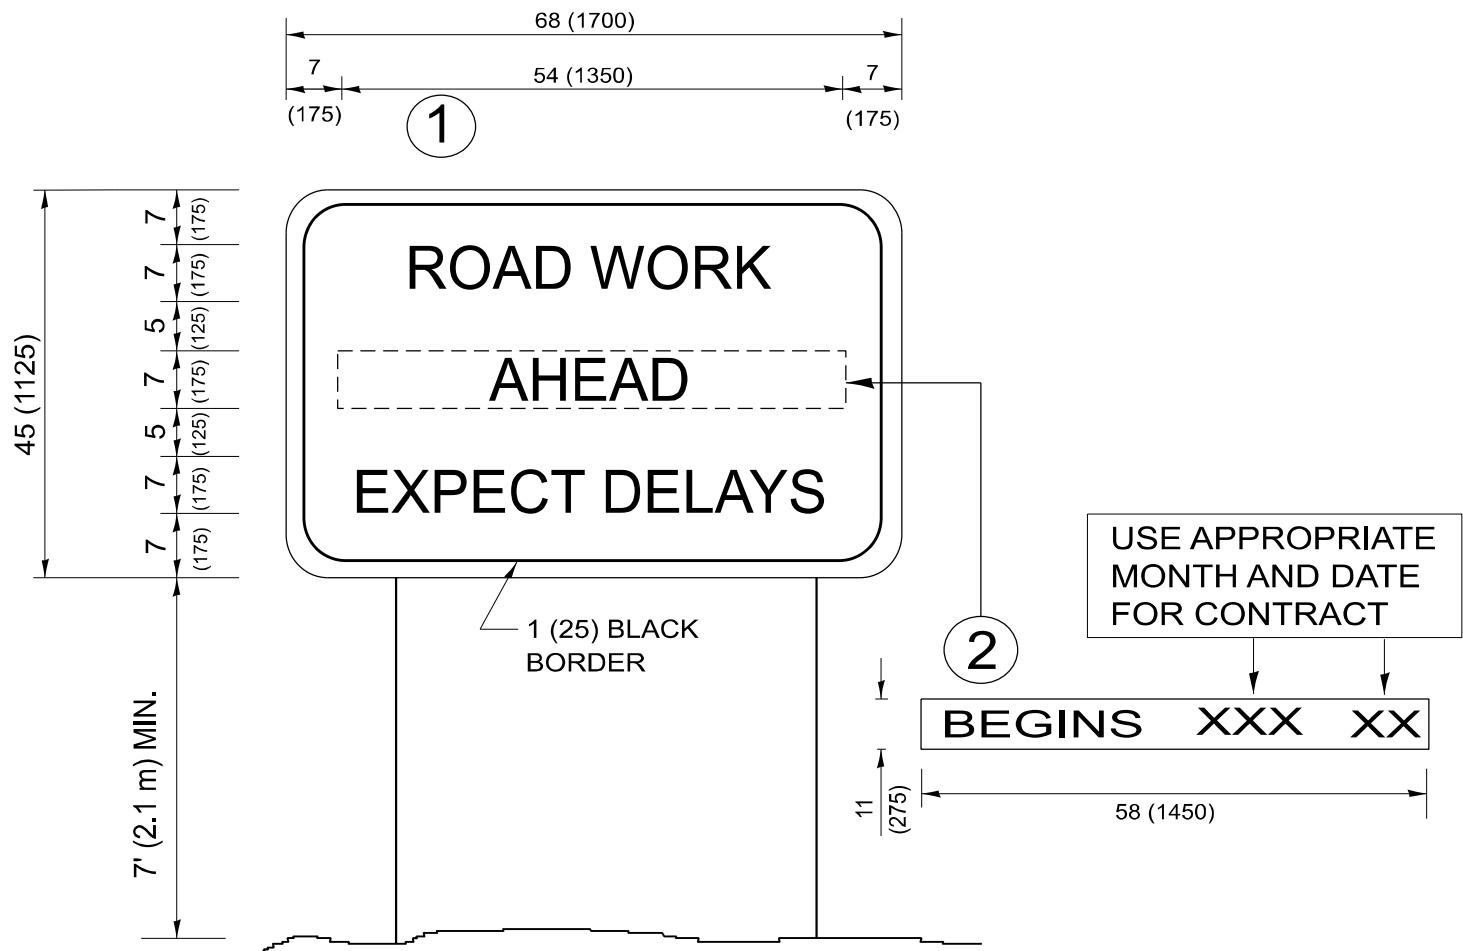 68 (1700)
7
54 (1350)
7
(175)
(175)
1
7
(175)
7
(175)
5
(125)
7
(175)
5
(125)
7
(175)
7
(175)
45 (1125)
ROAD WORK
AHEAD
EXPECT DELAYS
1 (25) BLACK
BORDER
7' (2.1 m) MIN.
2
USE APPROPRIATE
MONTH AND DATE
FOR CONTRACT
BEGINS XXX XX
11
(275)
58 (1450)